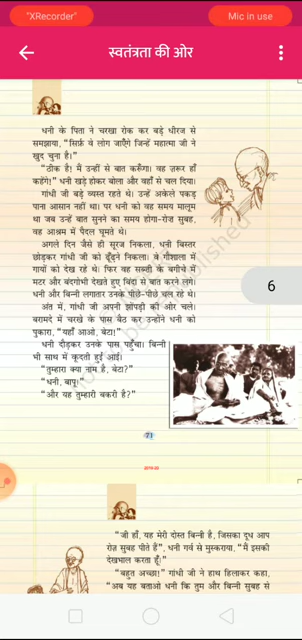 "XRecorder"
Mic in use
स्वतंत्रता की ओर
धनी के पिता ने चरखा रोक कर बड़े धीरज से
समझाया, "सिर्फ़ वे लोग जाएँगे जिन्हें महात्मा जी ने
खुद चुना है।"
"ठीक है! मैं उन्हीं से बात करूँगा। वह ज़रूर हाँ
कहेंगे!" धनी खड़े होकर बोला और वहाँ से चल दिया।
गांधी जी बड़े व्यस्त रहते थे। उन्हें अकेले पकड़
पाना आसान नहीं था। पर धनी को वह समय मालूम
था जब उन्हें बात सुनने का समय होगा-रोज़ सुबह,
वह आश्रम में पैदल घूमते थे।
अगले दिन जैसे ही सूरज निकला, धनी बिस्तर
छोड़कर गांधी जी को ढूँढ़ने निकला। वे गौशाला में
गायों को देख रहे थे। फिर वह सब्ज़ी के बगीचे में
मटर और बंदगोभी देखते हुए बिंदा से बात करने लगे।
धनी और बिन्नी लगातार उनके पीछे-पीछे चल रहे थे।
अंत में, गांधी जी अपनी झोंपड़ी की ओर चले।
बरामदे में चरखे के पास बैठ कर उन्होंने धनी को
पुकारा, "यहाँ आओ, बेटा!"
धनी दौड़कर उनके पास पहुँचा। बिन्नी
भी साथ में कूदती हुई आई।
"तुम्हारा क्या नाम है, बेटा?"
"धनी, बापू।"
"और यह तुम्हारी बकरी है?"
6
71
"जी हाँ, यह मेरी दोस्त बिन्नी है, जिसका दूध आप
रोज़ सुबह पीते हैं", धनी गर्व से मुस्कराया, "मैं इसकी
देखभाल करता हूँ।"
"बहुत अच्छा!" गांधी जी ने हाथ हिलाकर कहा,
"अब यह बताओ धनी कि तुम और बिन्नी सुबह से